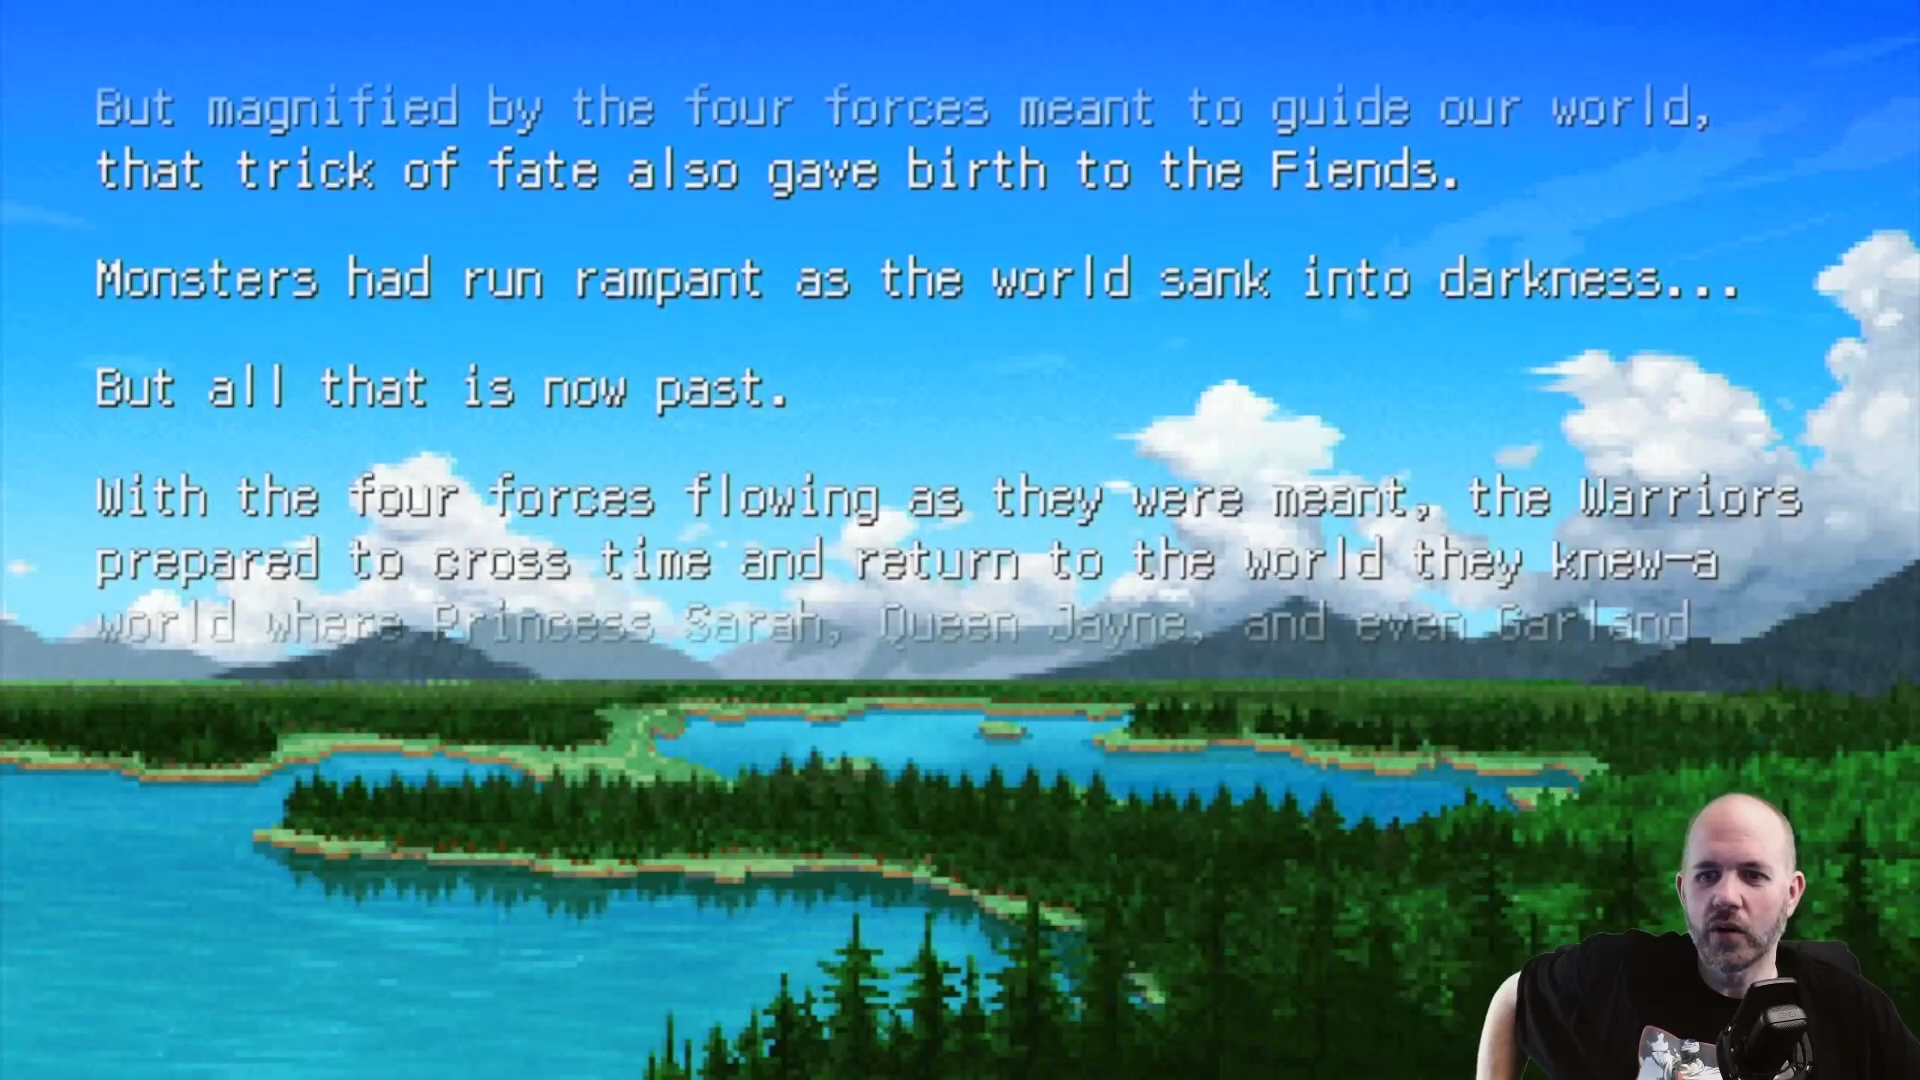 But magnified by the four forces meant to guide our world,
that trick of fate also gave birth to the Fiends.
Monsters had run rampant as the world sank into darkness...
But all that is now past.
With the four forces flowing as they were meant, the Warriors
prepared to cross time and return to the world they knew—a
world where Princess Sarah, Queen Jayne, and even Garland